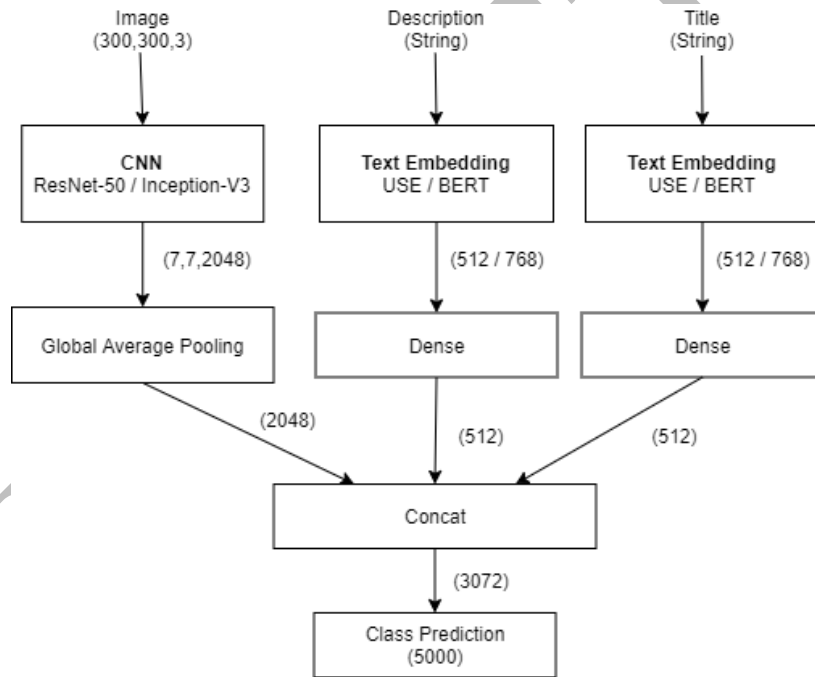 Image
(300,300,3)
Description
(String)
Title
(String)
CNN
ResNet-50 / Inception-V3
Text Embedding
USE / BERT
Text Embedding
USE / BERT
(7,7,2048)
(512 / 768)
(512 / 768)
Global Average Pooling
Dense
Dense
(2048)
(512)
(512)
Concat
(3072)
Class Prediction
(5000)